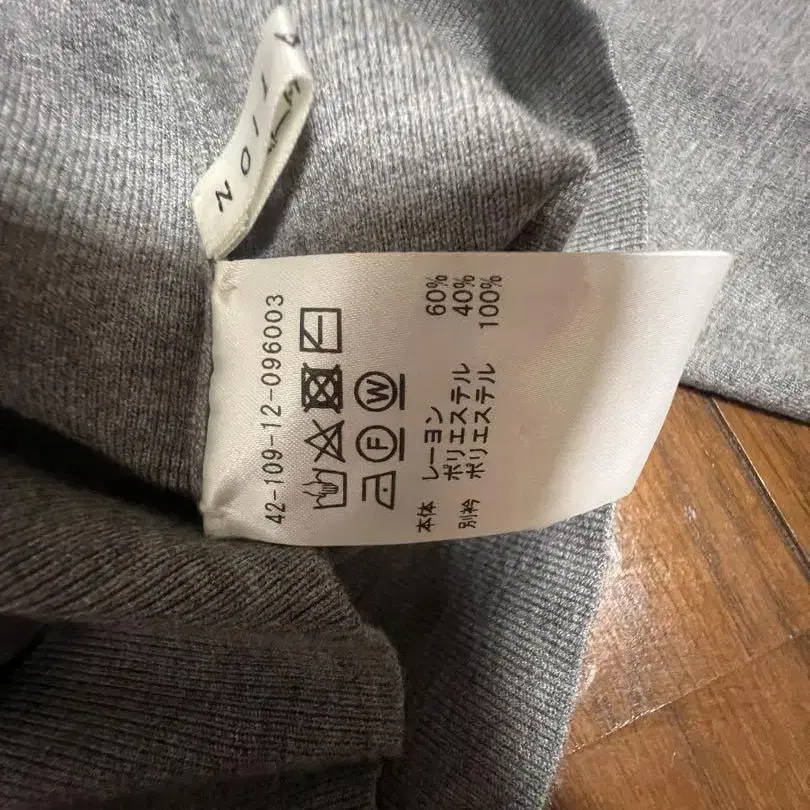 42-109-12-096003
F W
本体 レーヨン 60%
ポリエステル 40%
別衿 ポリエステル 100%